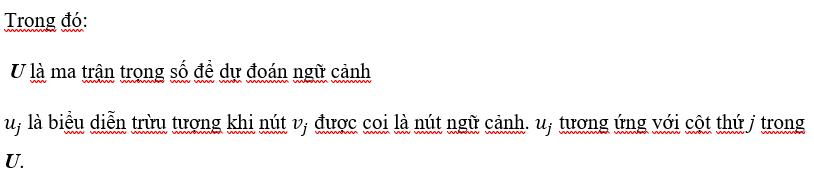 Trong đó:
U là ma trận trọng số để dự đoán ngữ cảnh
uⱼ là biểu diễn trừu tượng khi nút vⱼ được coi là nút ngữ cảnh. uⱼ tương ứng với cột thứ j trong
U.